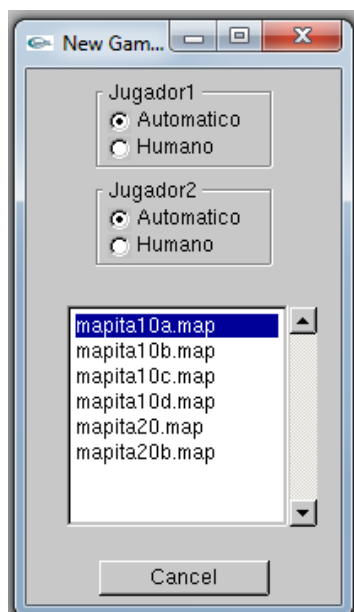 New Gam...
Jugador1
Automatico
Humano
Jugador2
Automatico
Humano
mapita10a.map
mapita10b.map
mapita10c.map
mapita10d.map
mapita20.map
mapita20b.map
Cancel